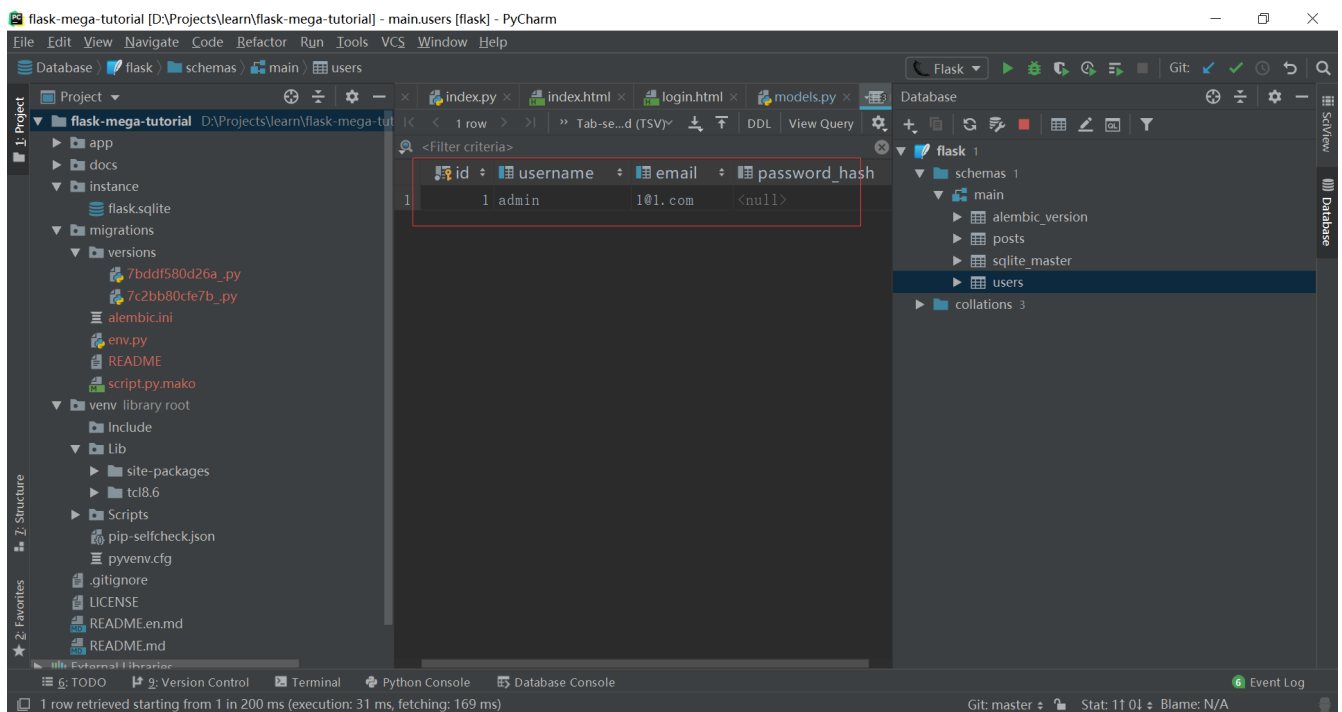 flask-mega-tutorial [D:\Projects\learn\flask-mega-tutorial] - main.users [flask] - PyCharm
File Edit View Navigate Code Refactor Run Tools VCS Window Help
Database flask schemas main users
Flask Git:
Project
index.py index.html login.html models.py
Database
1: Project
flask-mega-tutorial D:\Projects\learn\flask-mega-tut
1 row Tab-se...d (TSV) DDL View Query
app
<Filter criteria>
flask 1
docs
id username email password_hash
schemas 1
instance
1 1 admin 1@1.com <null>
main
flask.sqlite
alembic_version
migrations
posts
versions
sqlite_master
7bddf580d26a_.py
users
7c2bb80cfe7b_.py
collations 3
alembic.ini
env.py
README
script.py.mako
venv library root
Include
Lib
site-packages
tcl8.6
Scripts
pip-selfcheck.json
pyvenv.cfg
.gitignore
LICENSE
README.en.md
README.md
External Libraries
SciView
Database
7: Structure
2: Favorites
6: TODO 9: Version Control Terminal Python Console Database Console 6 Event Log
1 row retrieved starting from 1 in 200 ms (execution: 31 ms, fetching: 169 ms) Git: master Stat: 1↑ 0↓ Blame: N/A